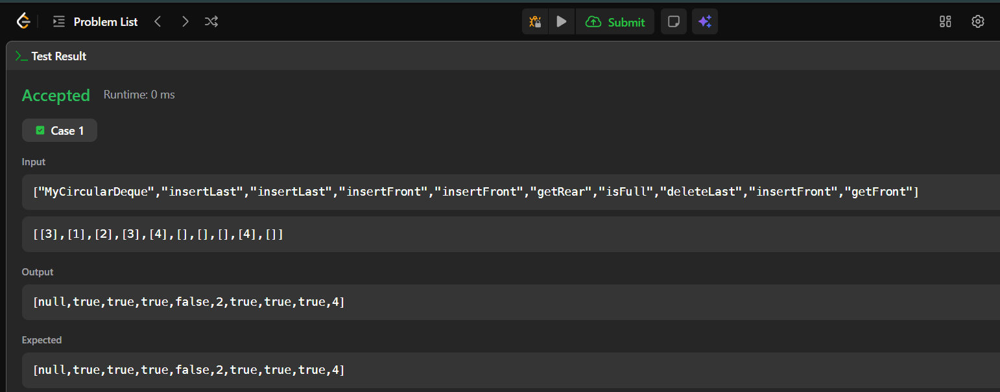 Problem List
Submit
Test Result
Accepted Runtime: 0 ms
Case 1
Input
["MyCircularDeque","insertLast","insertLast","insertFront","insertFront","getRear","isFull","deleteLast","insertFront","getFront"]
[[3],[1],[2],[3],[4],[],[],[],[4],[]]
Output
[null,true,true,true,false,2,true,true,true,4]
Expected
[null,true,true,true,false,2,true,true,true,4]